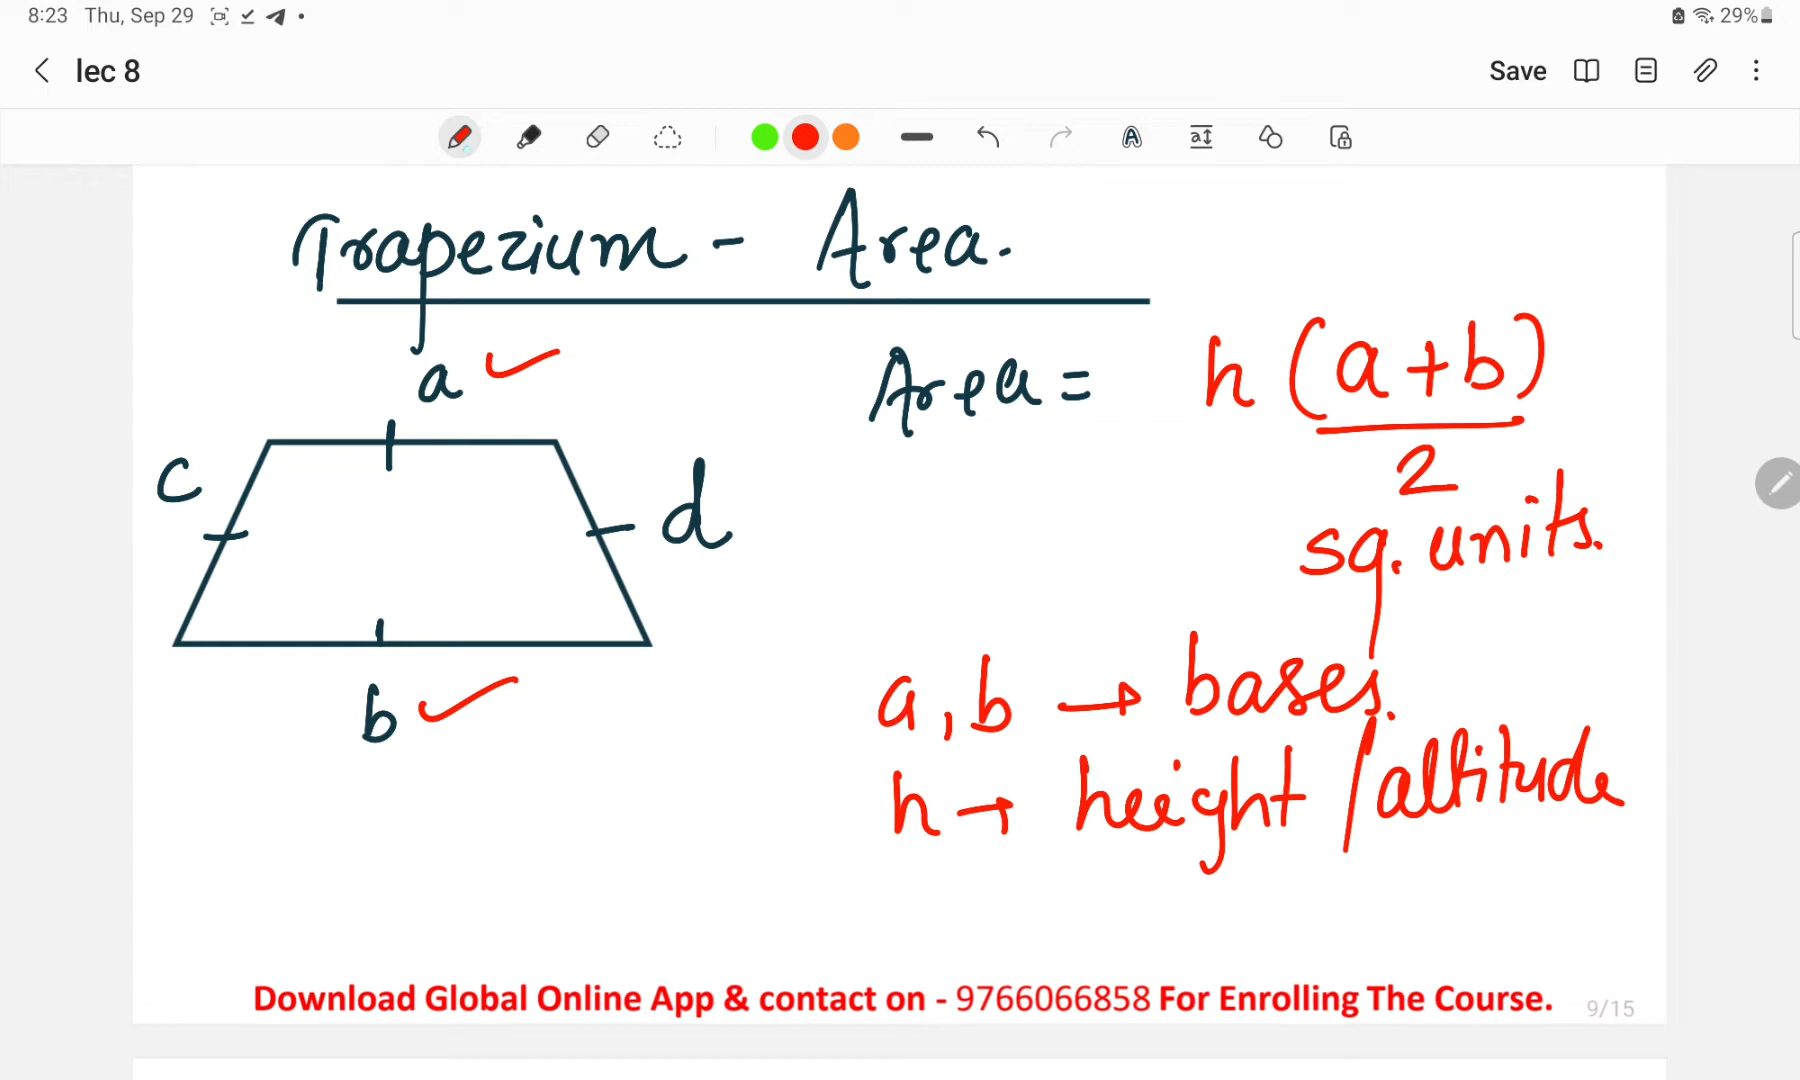 8:23 Thu, Sep 29
29%
lec 8
Save
Trapezium - Area.
a
Area = h (a+b)
2
sq. units.
c
d
b
a, b → bases.
h → height / altitude
Download Global Online App & contact on - 9766066858 For Enrolling The Course.
9/15